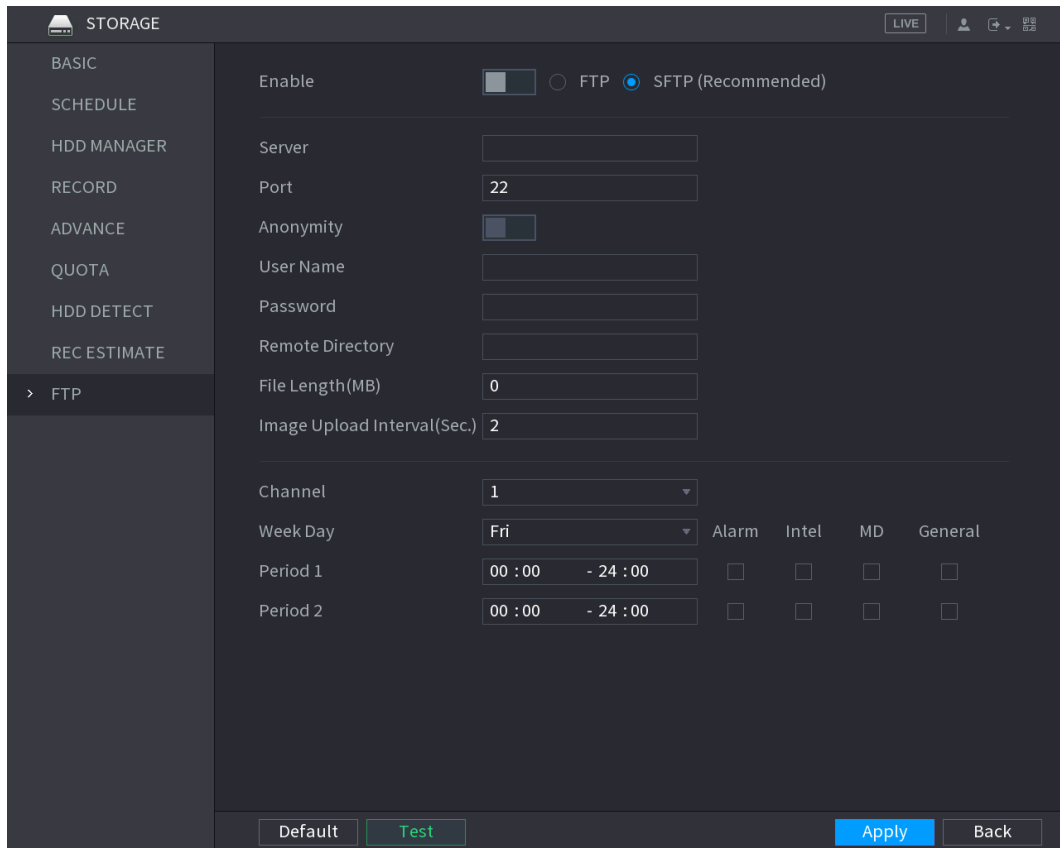 STORAGE LIVE
BASIC
SCHEDULE
HDD MANAGER
RECORD
ADVANCE
QUOTA
HDD DETECT
REC ESTIMATE
> FTP
Enable FTP SFTP (Recommended)
Server
Port 22
Anonymity
User Name
Password
Remote Directory
File Length(MB) 0
Image Upload Interval(Sec.) 2
Channel 1
Week Day Fri Alarm Intel MD General
Period 1 00 : 00 - 24 : 00
Period 2 00 : 00 - 24 : 00
Default Test Apply Back